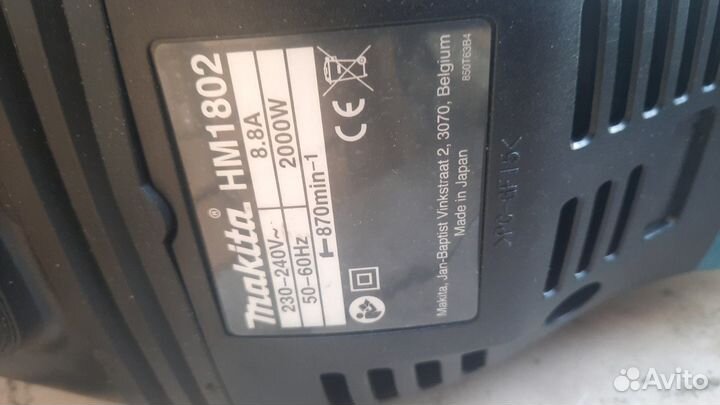 makita® HM1802
230-240V~ 8.8A
50-60Hz 2000W
870min-1
CE
Makita, Jan-Baptist Vinkstraat 2, 3070, Belgium
Made in Japan
850T63B4
Avito